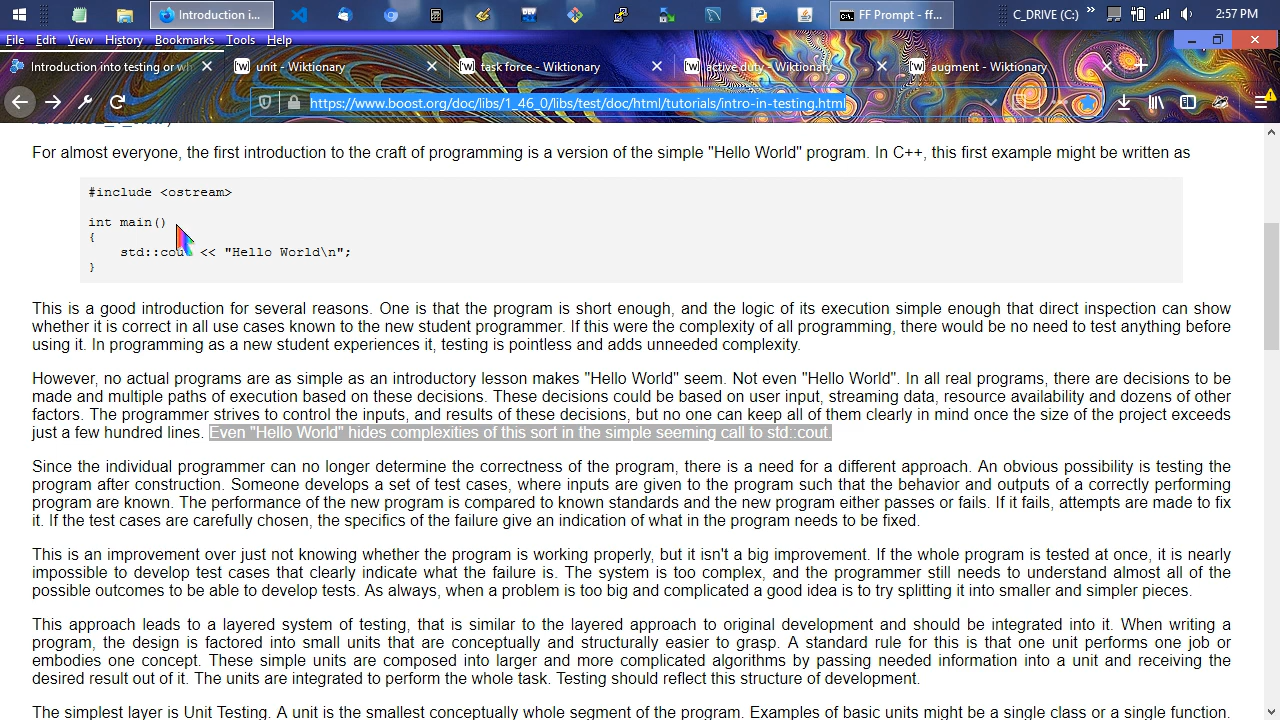 Introduction i...
FF Prompt - ff...
C_DRIVE (C:)
2:57 PM
File Edit View History Bookmarks Tools Help
Introduction into testing or wh
unit - Wiktionary
task force - Wiktionary
active duty - Wiktionary
augment - Wiktionary
https://www.boost.org/doc/libs/1_46_0/libs/test/doc/html/tutorials/intro-in-testing.html
For almost everyone, the first introduction to the craft of programming is a version of the simple "Hello World" program. In C++, this first example might be written as
#include <ostream>
int main()
{
std::cout << "Hello World\n";
}
This is a good introduction for several reasons. One is that the program is short enough, and the logic of its execution simple enough that direct inspection can show
whether it is correct in all use cases known to the new student programmer. If this were the complexity of all programming, there would be no need to test anything before
using it. In programming as a new student experiences it, testing is pointless and adds unneeded complexity.
However, no actual programs are as simple as an introductory lesson makes "Hello World" seem. Not even "Hello World". In all real programs, there are decisions to be
made and multiple paths of execution based on these decisions. These decisions could be based on user input, streaming data, resource availability and dozens of other
factors. The programmer strives to control the inputs, and results of these decisions, but no one can keep all of them clearly in mind once the size of the project exceeds
just a few hundred lines. Even "Hello World" hides complexities of this sort in the simple seeming call to std::cout.
Since the individual programmer can no longer determine the correctness of the program, there is a need for a different approach. An obvious possibility is testing the
program after construction. Someone develops a set of test cases, where inputs are given to the program such that the behavior and outputs of a correctly performing
program are known. The performance of the new program is compared to known standards and the new program either passes or fails. If it fails, attempts are made to fix
it. If the test cases are carefully chosen, the specifics of the failure give an indication of what in the program needs to be fixed.
This is an improvement over just not knowing whether the program is working properly, but it isn't a big improvement. If the whole program is tested at once, it is nearly
impossible to develop test cases that clearly indicate what the failure is. The system is too complex, and the programmer still needs to understand almost all of the
possible outcomes to be able to develop tests. As always, when a problem is too big and complicated a good idea is to try splitting it into smaller and simpler pieces.
This approach leads to a layered system of testing, that is similar to the layered approach to original development and should be integrated into it. When writing a
program, the design is factored into small units that are conceptually and structurally easier to grasp. A standard rule for this is that one unit performs one job or
embodies one concept. These simple units are composed into larger and more complicated algorithms by passing needed information into a unit and receiving the
desired result out of it. The units are integrated to perform the whole task. Testing should reflect this structure of development.
The simplest layer is Unit Testing. A unit is the smallest conceptually whole segment of the program. Examples of basic units might be a single class or a single function.